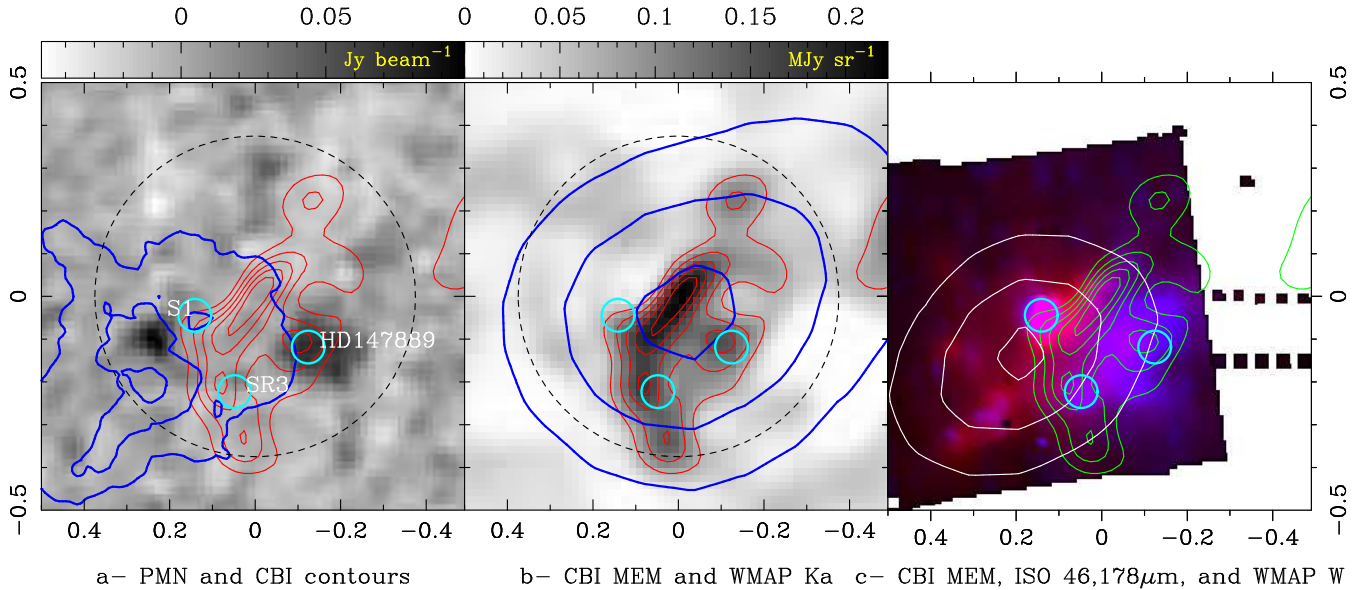 0 0.05 0 0.05 0.1 0.15 0.2
Jy beam−1 MJy sr−1
0.5 0.5
S1
HD147889
SR3
0 0
−0.5 −0.5
0.4 0.2 0 −0.2 −0.4 0.4 0.2 0 −0.2 −0.4 0.4 0.2 0 −0.2 −0.4
a− PMN and CBI contours
b− CBI MEM and WMAP Ka
c− CBI MEM, ISO 46,178μm, and WMAP W